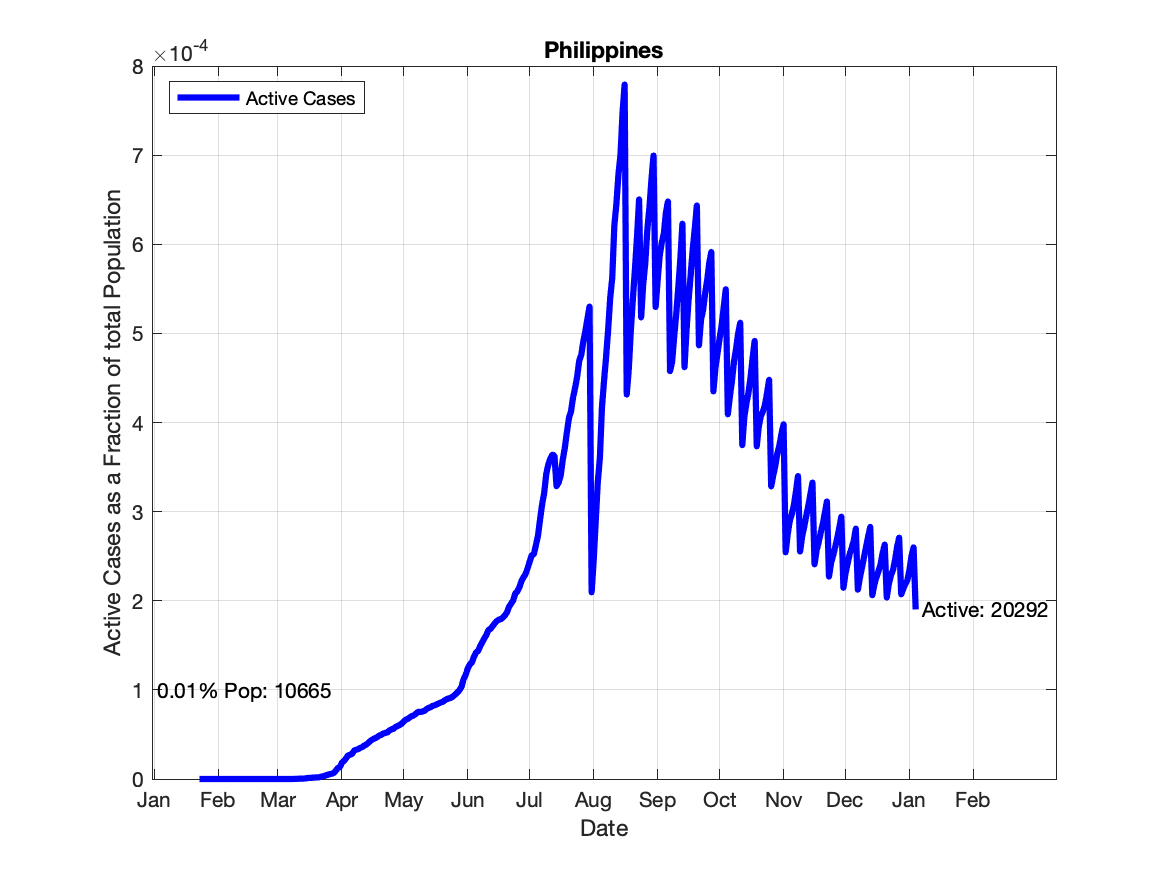 Philippines
×10⁻⁴
Active Cases
8
7
6
5
4
3
2
1
0
Active Cases as a Fraction of total Population
0.01% Pop: 10665
Active: 20292
Jan Feb Mar Apr May Jun Jul Aug Sep Oct Nov Dec Jan Feb
Date